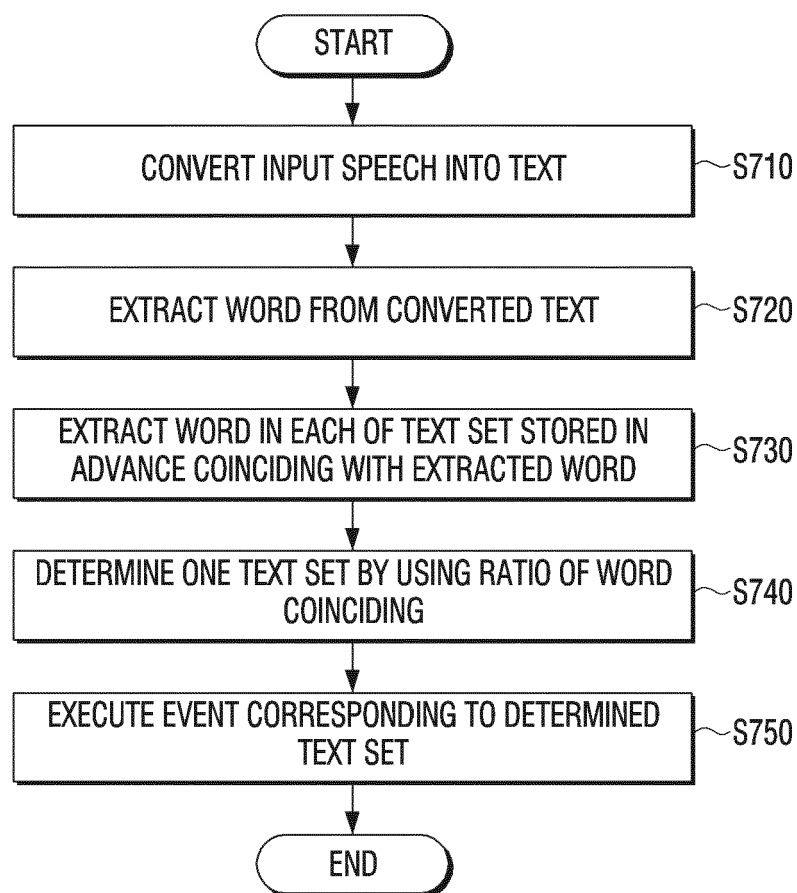 START
CONVERT INPUT SPEECH INTO TEXT
S710
EXTRACT WORD FROM CONVERTED TEXT
S720
EXTRACT WORD IN EACH OF TEXT SET STORED IN
ADVANCE COINCIDING WITH EXTRACTED WORD
S730
DETERMINE ONE TEXT SET BY USING RATIO OF WORD
COINCIDING
S740
EXECUTE EVENT CORRESPONDING TO DETERMINED
TEXT SET
S750
END